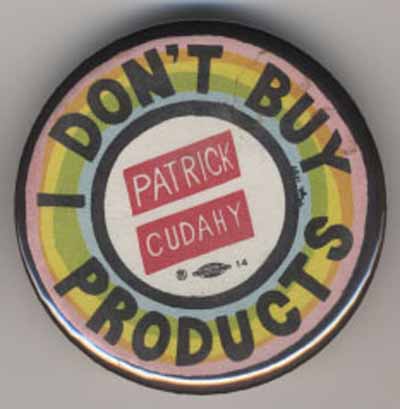 I DON'T BUY
PATRICK
CUDAHY
14
PRODUCTS